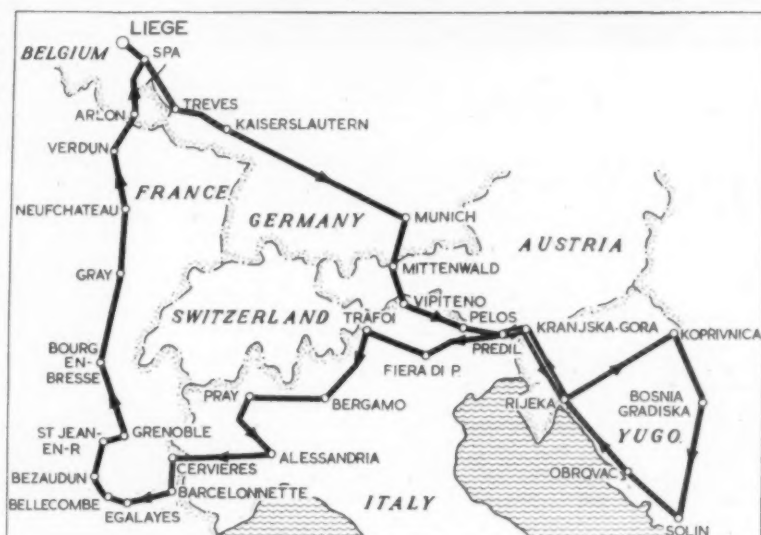 LIEGE
BELGIUM
SPA
TREVES
ARLON
KAISERSLAUTERN
VERDUN
FRANCE
NEUFCHATEAU
GERMANY
MUNICH
AUSTRIA
MITTENWALD
GRAY
SWITZERLAND
VIPITENO
TRAFOI
PELOS
KRANJSKA-GORA
KOPRIVNICA
PREDIL
BOURG
EN-
BRESSE
FIERA DI P.
PRAY
BERGAMO
RIJEKA
BOSNIA
GRADISKA
YUGO.
ST JEAN-
EN-R
GRENOBLE
CERVIÈRES
ALESSANDRIA
OBRQVAC
BEZAUDUN
BELLECOMBE
BARCELONNETTE
EGALAYES
ITALY
SOLIN